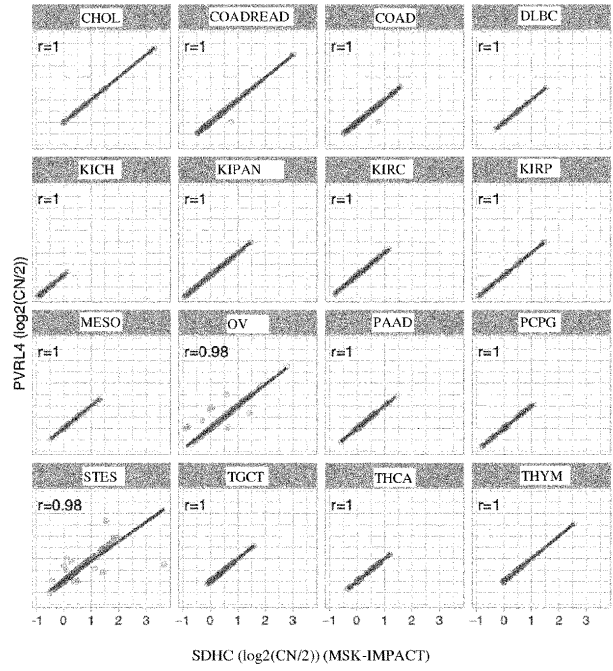 CHOL COADREAD COAD DLBC
r=1 r=1 r=1 r=1
KICH KIPAN KIRC KIRP
r=1 r=1 r=1 r=1
PVRL4 (log2(CN/2))
MESO OV PAAD PCPG
r=1 r=0.98 r=1 r=1
STES TGCT THCA THYM
r=0.98 r=1 r=1 r=1
-1 0 1 2 3 -1 0 1 2 3 -1 0 1 2 3 -1 0 1 2 3
SDHC (log2(CN/2)) (MSK-IMPACT)